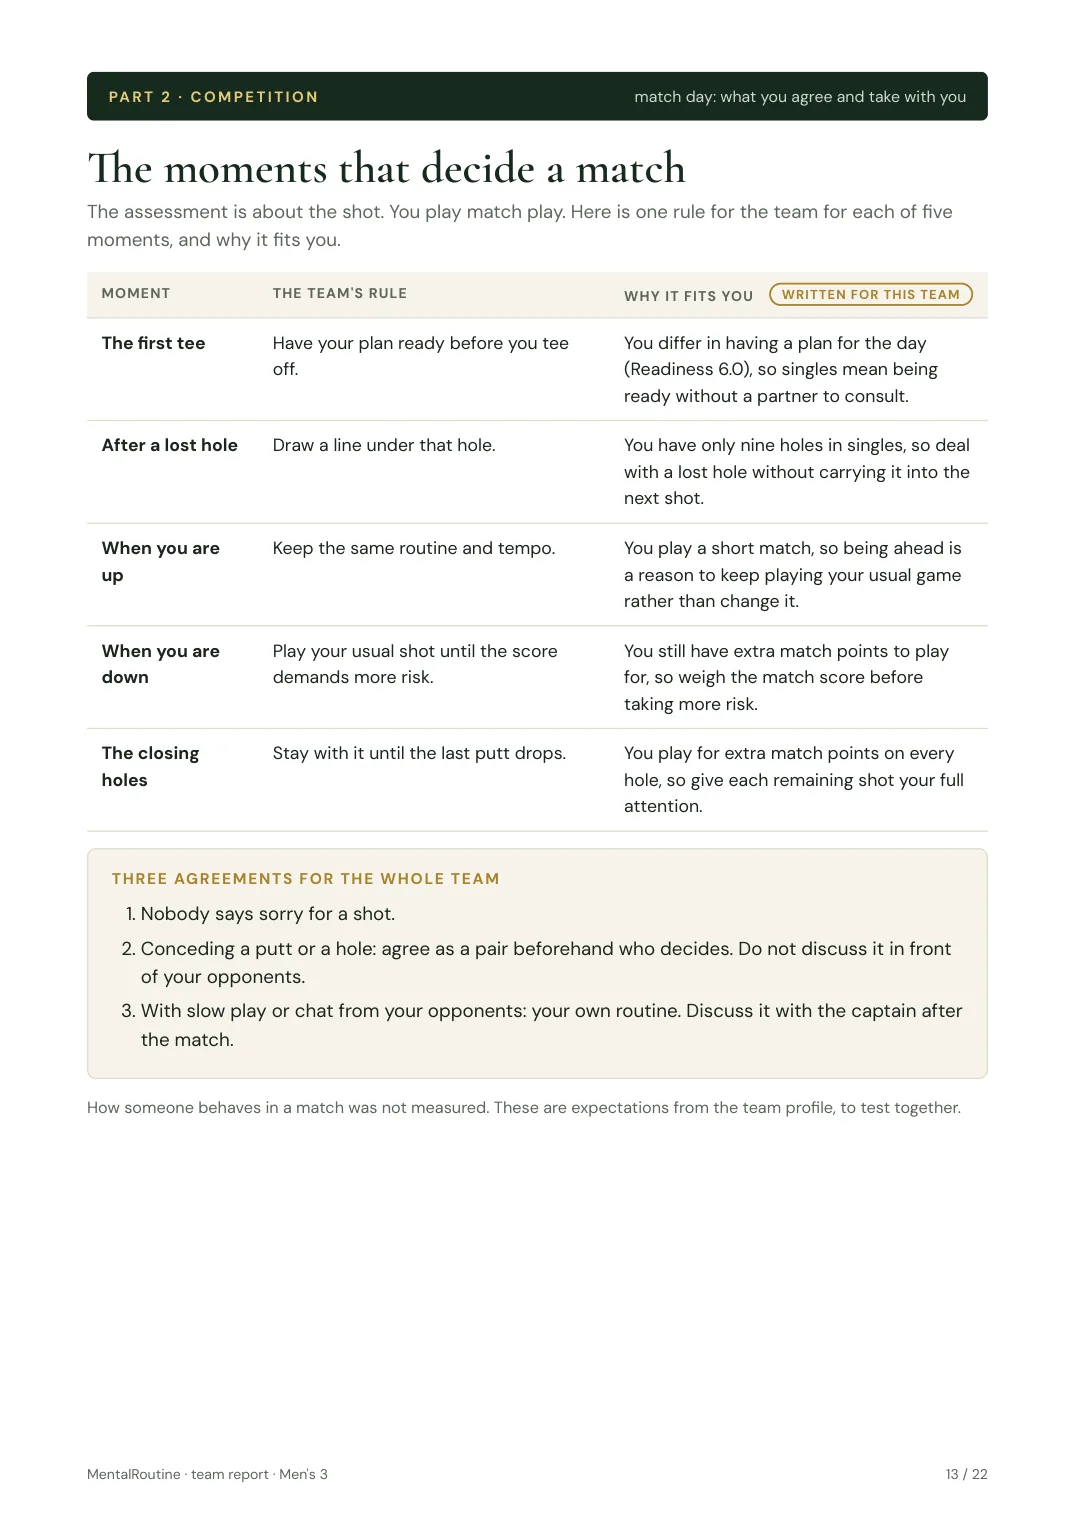 PART 2 · COMPETITION
match day: what you agree and take with you
The moments that decide a match
The assessment is about the shot. You play match play. Here is one rule for the team for each of five
moments, and why it fits you.
MOMENT
THE TEAM'S RULE
WHY IT FITS YOU
WRITTEN FOR THIS TEAM
The first tee
Have your plan ready before you tee
off.
You differ in having a plan for the day
(Readiness 6.0), so singles mean being
ready without a partner to consult.
After a lost hole
Draw a line under that hole.
You have only nine holes in singles, so deal
with a lost hole without carrying it into the
next shot.
When you are
up
Keep the same routine and tempo.
You play a short match, so being ahead is
a reason to keep playing your usual game
rather than change it.
When you are
down
Play your usual shot until the score
demands more risk.
You still have extra match points to play
for, so weigh the match score before
taking more risk.
The closing
holes
Stay with it until the last putt drops.
You play for extra match points on every
hole, so give each remaining shot your full
attention.
THREE AGREEMENTS FOR THE WHOLE TEAM
1. Nobody says sorry for a shot.
2. Conceding a putt or a hole: agree as a pair beforehand who decides. Do not discuss it in front
of your opponents.
3. With slow play or chat from your opponents: your own routine. Discuss it with the captain after
the match.
How someone behaves in a match was not measured. These are expectations from the team profile, to test together.
MentalRoutine · team report · Men's 3
13 / 22